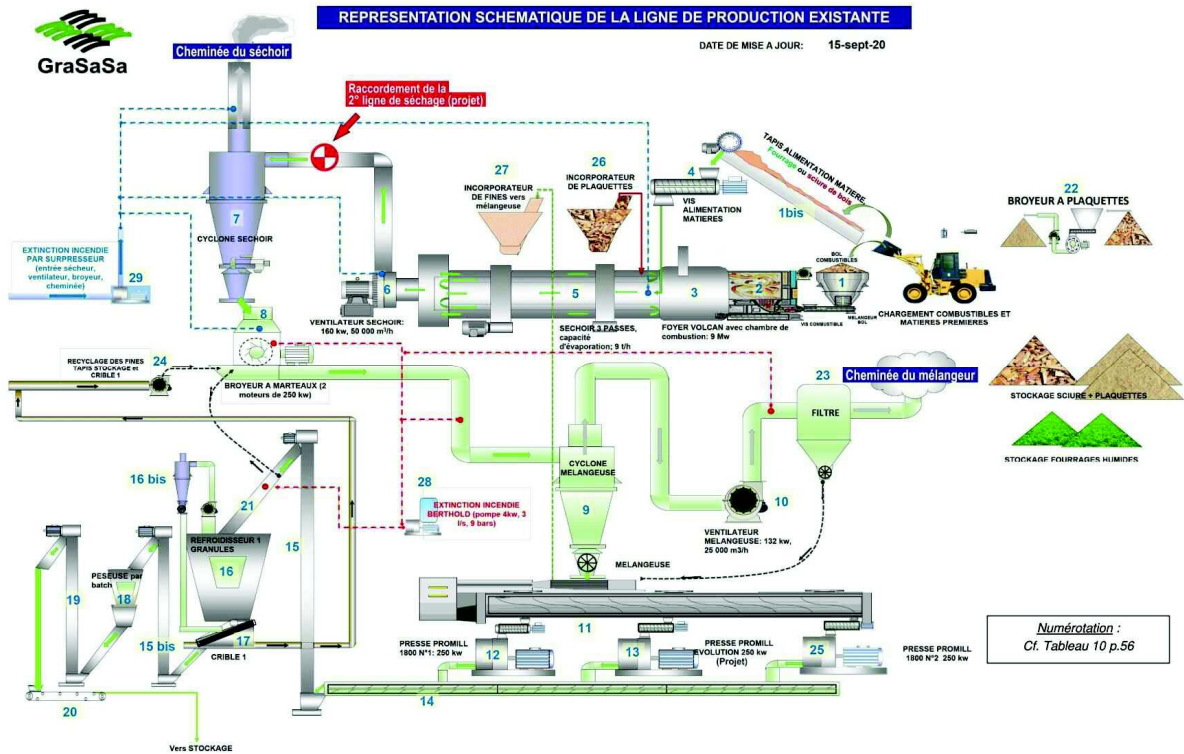 REPRESENTATION SCHEMATIQUE DE LA LIGNE DE PRODUCTION EXISTANTE
DATE DE MISE A JOUR: 15-sept-20
GraSaSa
Cheminée du séchoir
Raccordement de la
2° ligne de séchage (projet)
27
INCORPORATEUR
DE FINES vers
mélangeuse
26
INCORPORATEUR
DE PLAQUETTES
4
VIS
ALIMENTATION
MATIERES
TAPIS ALIMENTATION MATIERE,
Fourrage ou sciure de bois
1bis
22
BROYEUR A PLAQUETTES
7
CYCLONE SECHOIR
EXTINCTION INCENDIE
PAR SURPRESSEUR
(entrée sécheur,
ventilateur, broyeur,
cheminée)
29
6
VENTILATEUR SECHOIR:
160 kw, 50 000 m³/h
5
SECHOIR 3 PASSES,
capacité
d'évaporation; 9 t/h
3
FOYER VOLCAN avec chambre de
combustion: 9 Mw
2
BOL
COMBUSTIBLES
1
VIS COMBUSTIBLE
MELANGEUR
BOL
CHARGEMENT COMBUSTIBLES ET
MATIERES PREMIERES
8
BROYEUR A MARTEAUX (2
moteurs de 250 kw)
RECYCLAGE DES FINES
TAPIS STOCKAGE et
CRIBLE 1
24
23
FILTRE
Cheminée du mélangeur
STOCKAGE SCIURE + PLAQUETTES
STOCKAGE FOURRAGES HUMIDES
CYCLONE
MELANGEUSE
9
10
VENTILATEUR
MELANGEUSE: 132 kw,
25 000 m3/h
28
EXTINCTION INCENDIE
BERTHOLD (pompe 4kw, 3
l/s, 9 bars)
16 bis
21
REFROIDISSEUR 1
GRANULES
16
15
PESEUSE par
batch
18
19
15 bis
17
CRIBLE 1
20
Vers STOCKAGE
MELANGEUSE
11
PRESSE PROMILL
1800 N°1: 250 kw
12
13
PRESSE PROMILL
EVOLUTION 250 kw
(Projet)
25
PRESSE PROMILL
1800 N°2 250 kw
14
Numérotation :
Cf. Tableau 10 p.56